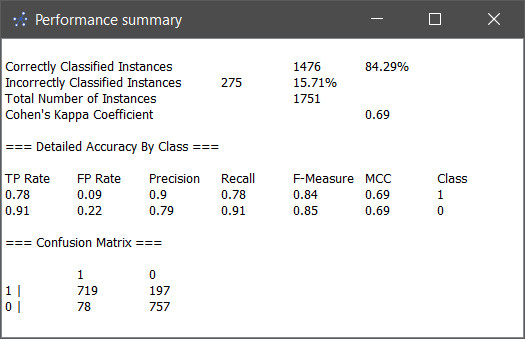 Performance summary
Correctly Classified Instances 1476 84.29%
Incorrectly Classified Instances 275 15.71%
Total Number of Instances 1751
Cohen's Kappa Coefficient 0.69
=== Detailed Accuracy By Class ===
TP Rate FP Rate Precision Recall F-Measure MCC Class
0.78 0.09 0.9 0.78 0.84 0.69 1
0.91 0.22 0.79 0.91 0.85 0.69 0
=== Confusion Matrix ===
1 0
1 | 719 197
0 | 78 757